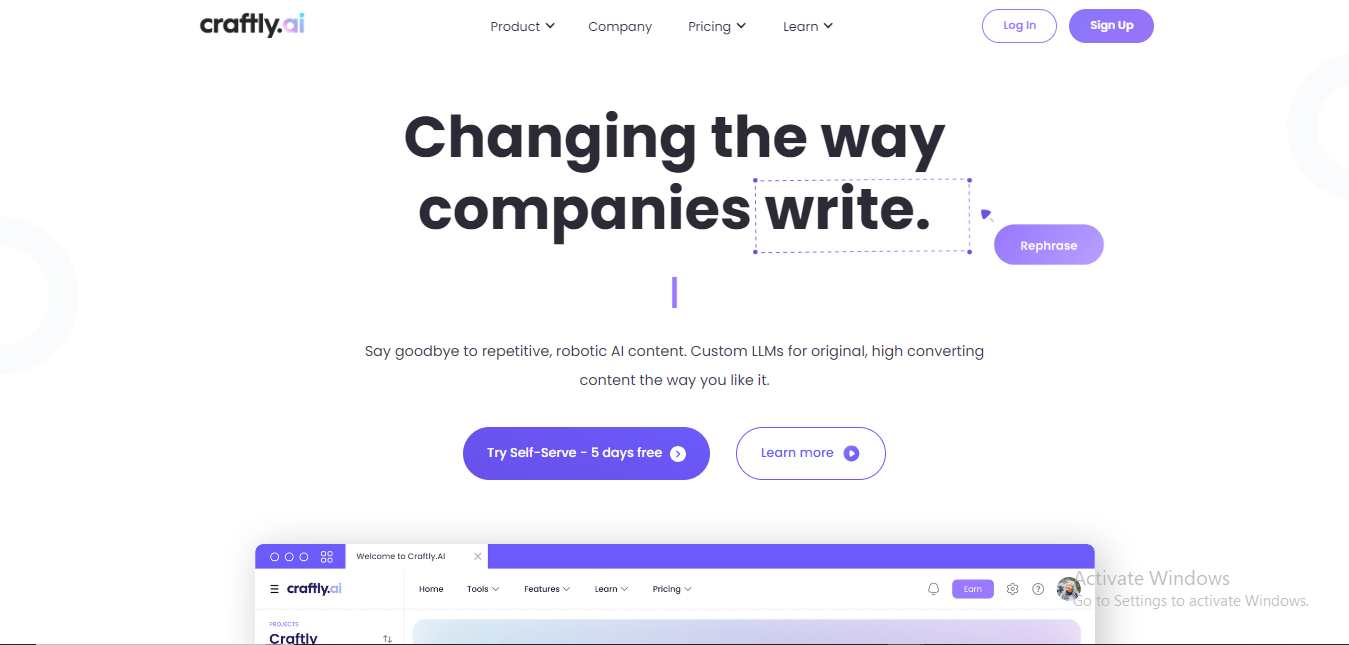 craftly.ai
Product
Company
Pricing
Learn
Log In
Sign Up
Changing the way
companies write.
Rephrase
Say goodbye to repetitive, robotic AI content. Custom LLMs for original, high converting
content the way you like it.
Try Self-Serve - 5 days free
Learn more
Welcome to Craftly.AI
craftly.ai
Home
Tools
Features
Learn
Pricing
Earn
Activate Windows
Go to Settings to activate Windows.
PROJECTS
Craftly